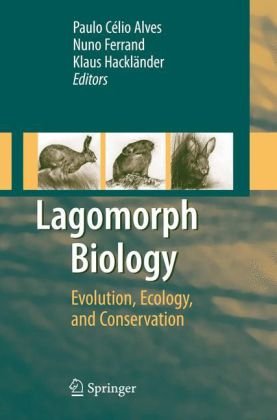 Paulo Célio Alves
Nuno Ferrand
Klaus Hackländer
Editors
Lagomorph
Biology
Evolution, Ecology,
and Conservation
Springer